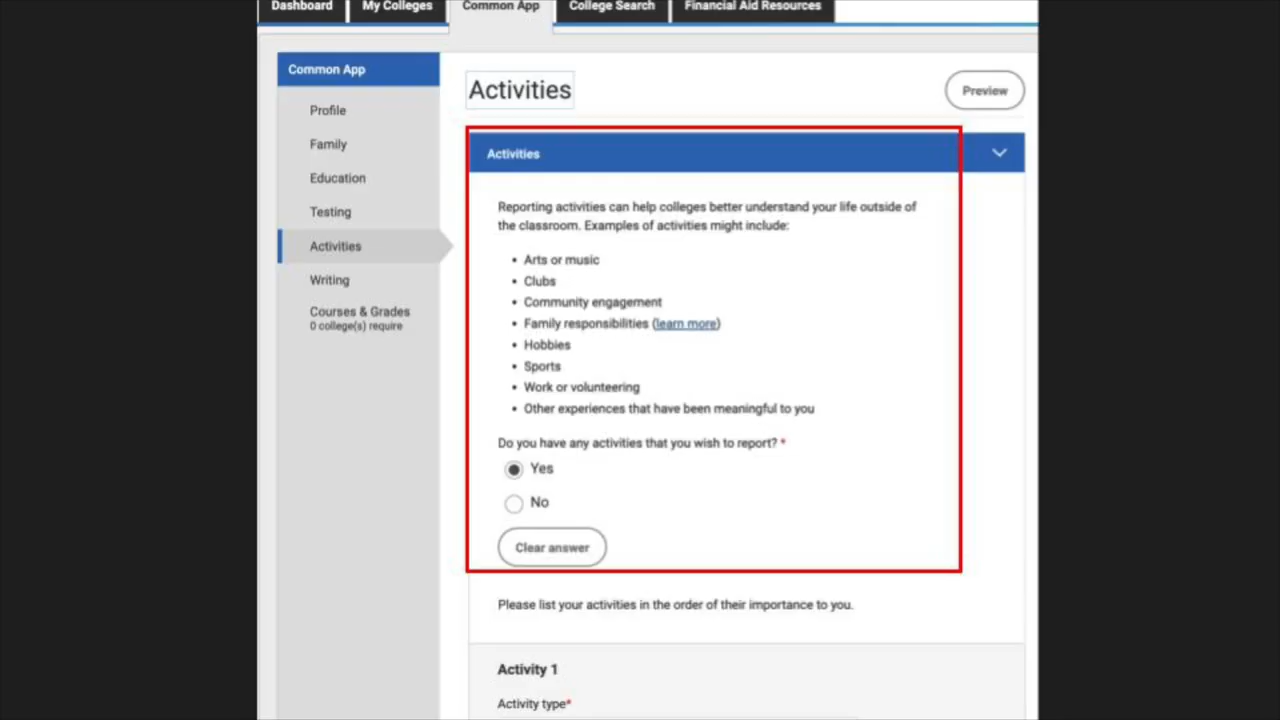 Dashboard
My Colleges
Common App
College Search
Financial Aid Resources
Common App
Profile
Family
Education
Testing
Activities
Writing
Courses & Grades
0 college(s) require
Activities
Preview
Activities
Reporting activities can help colleges better understand your life outside of
the classroom. Examples of activities might include:
• Arts or music
• Clubs
• Community engagement
• Family responsibilities (learn more)
• Hobbies
• Sports
• Work or volunteering
• Other experiences that have been meaningful to you
Do you have any activities that you wish to report? *
Yes
No
Clear answer
Please list your activities in the order of their importance to you.
Activity 1
Activity type*